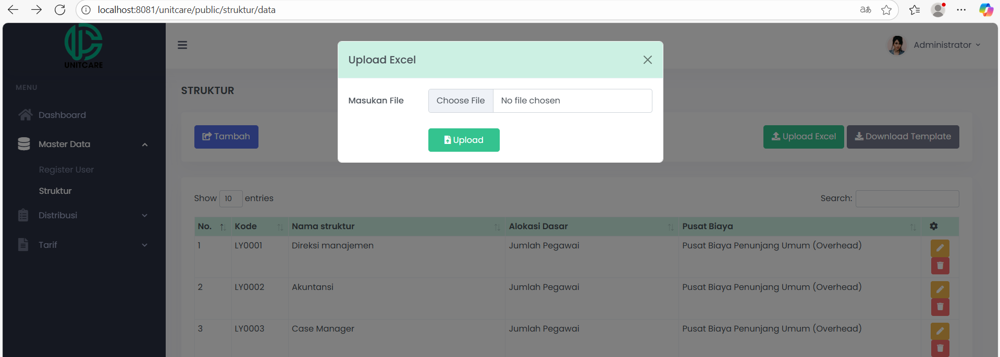 localhost:8081/unitcare/public/struktur/data
UNITCARE
Administrator
MENU
Dashboard
Master Data
Register User
Struktur
Distribusi
Tarif
STRUKTUR
Upload Excel
Masukan File Choose File No file chosen
Upload
Tambah Upload Excel Download Template
Show 10 entries Search:
No. Kode Nama struktur Alokasi Dasar Pusat Biaya
1 LY0001 Direksi manajemen Jumlah Pegawai Pusat Biaya Penunjang Umum (Overhead)
2 LY0002 Akuntansi Jumlah Pegawai Pusat Biaya Penunjang Umum (Overhead)
3 LY0003 Case Manager Jumlah Pegawai Pusat Biaya Penunjang Umum (Overhead)